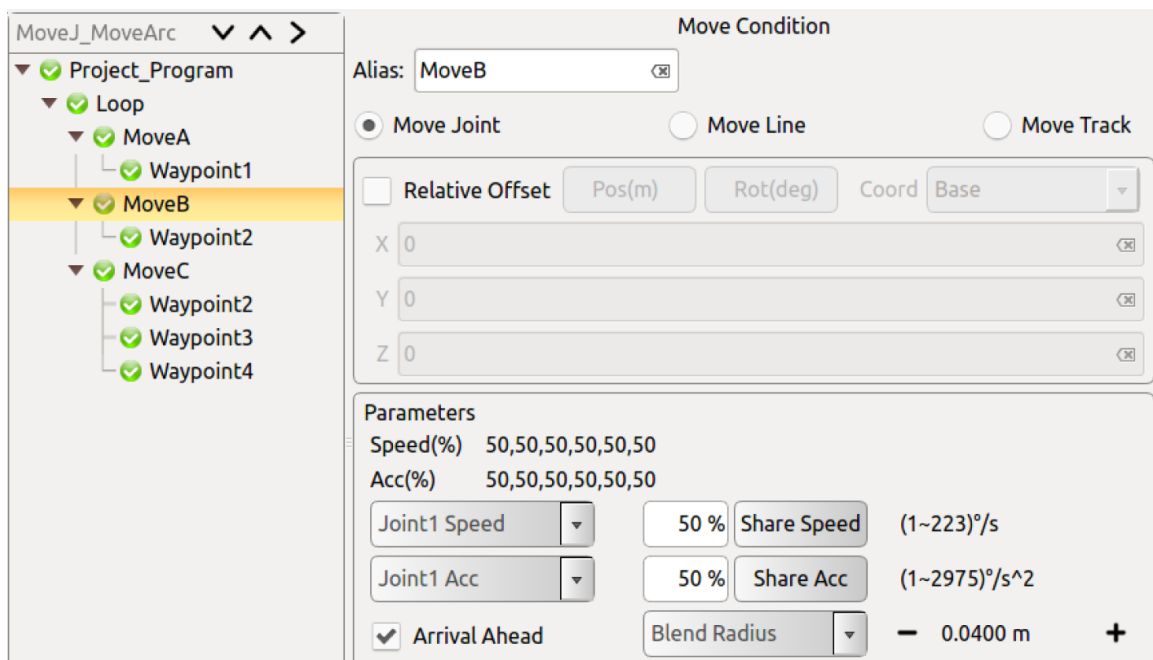 MoveJ_MoveArc
Project_Program
Loop
MoveA
Waypoint1
MoveB
Waypoint2
MoveC
Waypoint2
Waypoint3
Waypoint4
Move Condition
Alias: MoveB
Move Joint Move Line Move Track
Relative Offset Pos(m) Rot(deg) Coord Base
X 0
Y 0
Z 0
Parameters
Speed(%) 50,50,50,50,50,50
Acc(%) 50,50,50,50,50,50
Joint1 Speed 50 % Share Speed (1~223)°/s
Joint1 Acc 50 % Share Acc (1~2975)°/s^2
Arrival Ahead Blend Radius − 0.0400 m +